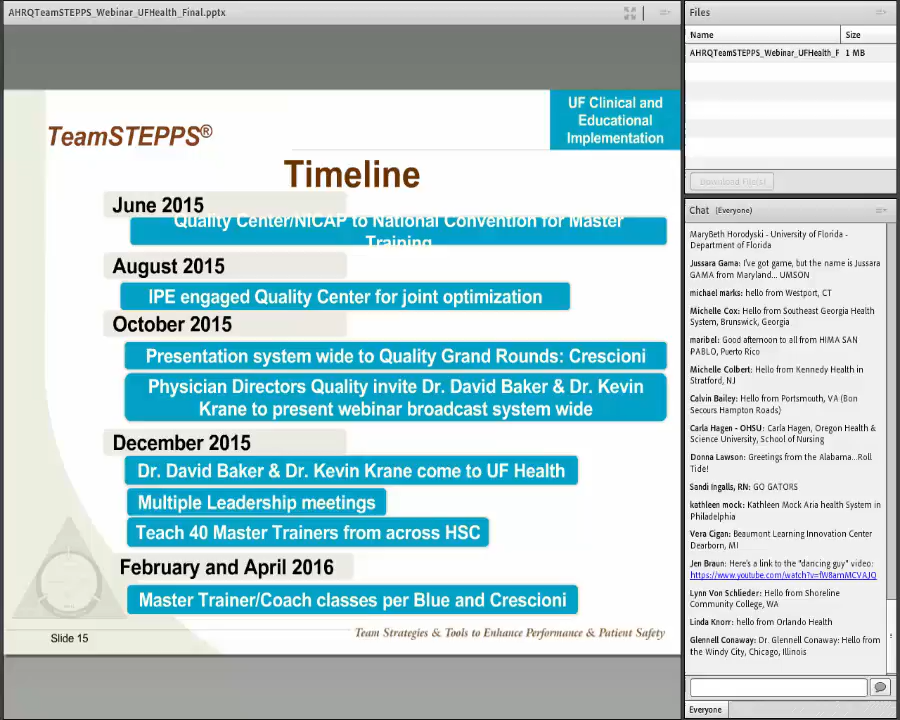 AHRQTeamSTEPPS_Webinar_UFHealth_Final.pptx
UF Clinical and
Educational
Implementation
TeamSTEPPS®
Timeline
June 2015
Quality Center/NICAP to National Convention for Master
Training
August 2015
IPE engaged Quality Center for joint optimization
October 2015
Presentation system wide to Quality Grand Rounds: Crescioni
Physician Directors Quality invite Dr. David Baker & Dr. Kevin
Krane to present webinar broadcast system wide
December 2015
Dr. David Baker & Dr. Kevin Krane come to UF Health
Multiple Leadership meetings
Teach 40 Master Trainers from across HSC
February and April 2016
Master Trainer/Coach classes per Blue and Crescioni
Slide 15
Team Strategies & Tools to Enhance Performance & Patient Safety
Files
Name Size
AHRQTeamSTEPPS_Webinar_UFHealth_F 1 MB
Download File(s)
Chat (Everyone)
MaryBeth Horodyski - University of Florida -
Department of Florida
Jussara Gama: I've got game, but the name is Jussara
GAMA from Maryland... UMSON
michael marks: hello from Westport, CT
Michelle Cox: Hello from Southeast Georgia Health
System, Brunswick, Georgia
maribel: Good afternoon to all from HIMA SAN
PABLO, Puerto Rico
Michelle Colbert: Hello from Kennedy Health in
Stratford, NJ
Calvin Bailey: Hello from Portsmouth, VA (Bon
Secours Hampton Roads)
Carla Hagen - OHSU: Carla Hagen, Oregon Health &
Science University, School of Nursing
Donna Lawson: Greetings from the Alabama...Roll
Tide!
Sandi Ingalls, RN: GO GATORS
kathleen mock: Kathleen Mock Aria health System in
Philadelphia
Vera Cigan: Beaumont Learning Innovation Center
Dearborn, MI
Jen Braun: Here's a link to the "dancing guy" video:
https://www.youtube.com/watch?v=fW8amMCVAJQ
Lynn Von Schlieder: Hello from Shoreline
Community College, WA
Linda Knorr: hello from Orlando Health
Glennell Conaway: Dr. Glennell Conaway: Hello from
the Windy City, Chicago, Illinois
Everyone